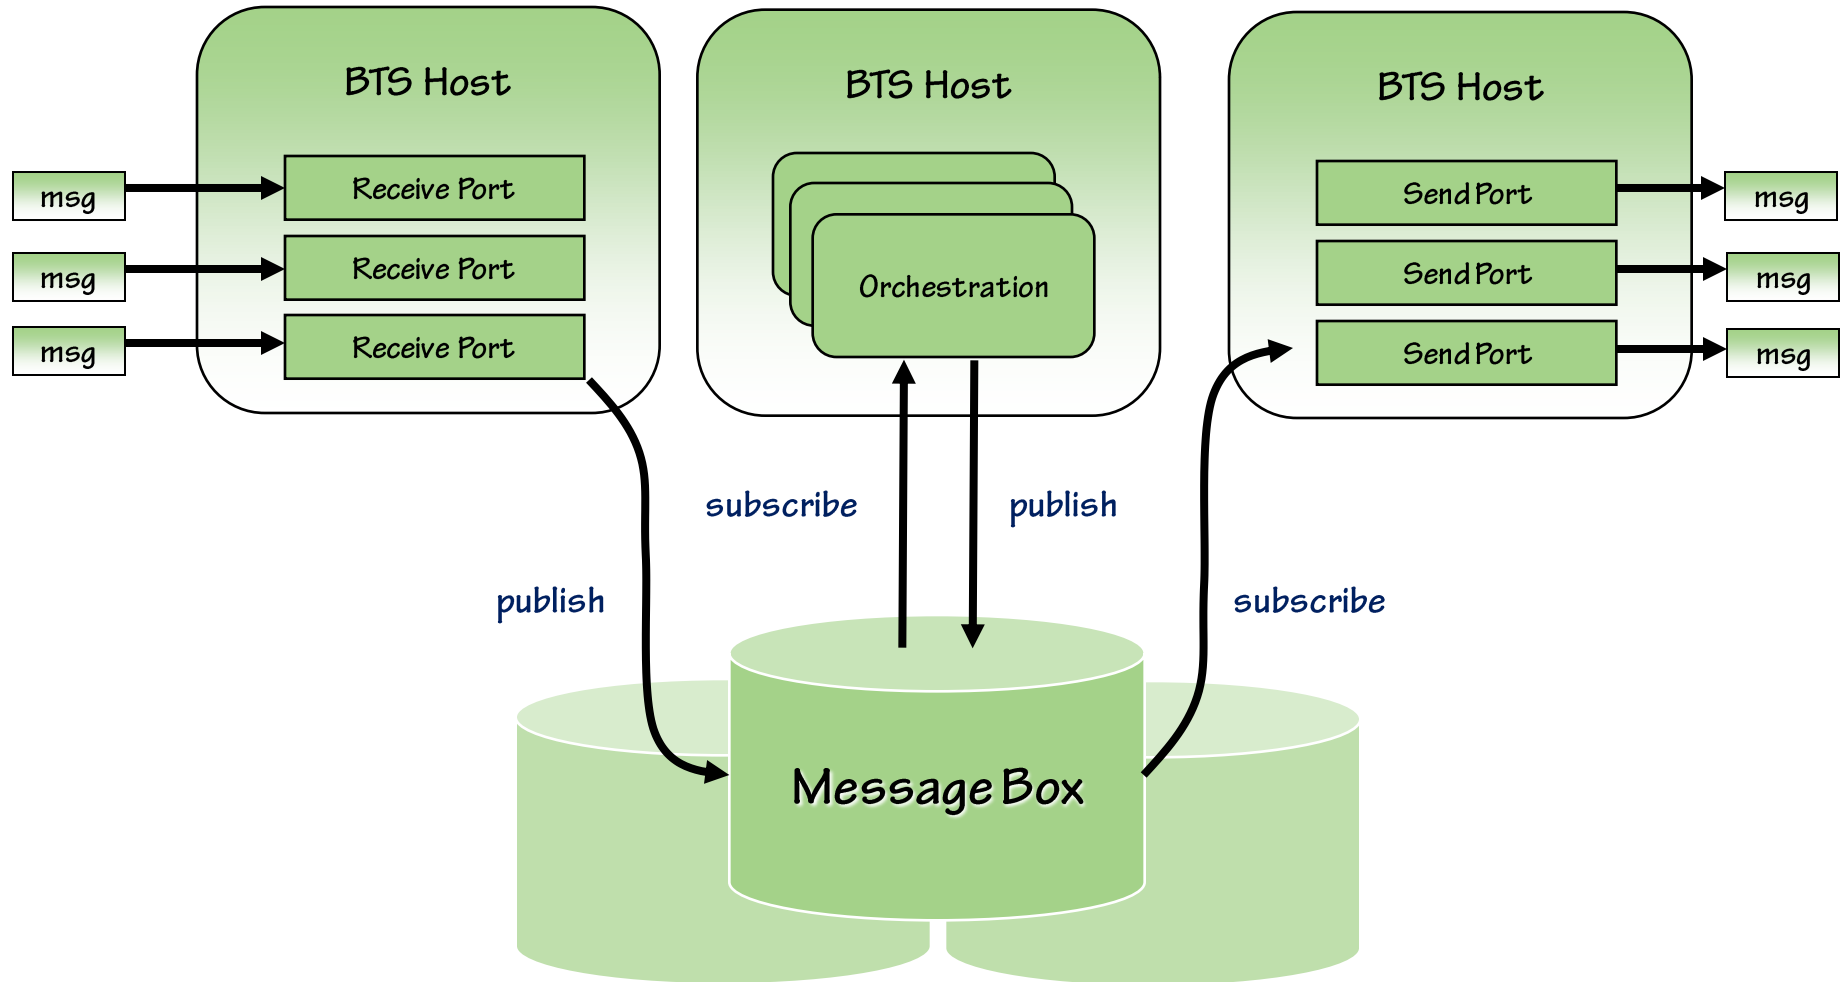 BTS Host
msg
Receive Port
msg
Receive Port
msg
Receive Port
BTS Host
Orchestration
BTS Host
Send Port
msg
Send Port
msg
Send Port
msg
subscribe
publish
publish
subscribe
Message Box